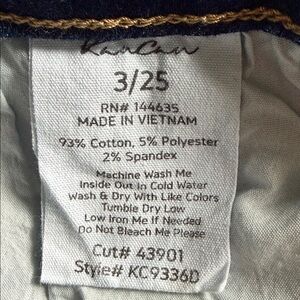 KanCan
3/25
RN# 144635
MADE IN VIETNAM
93% Cotton, 5% Polyester
2% Spandex
Machine Wash Me
Inside Out in Cold Water
Wash & Dry With Like Colors
Tumble Dry Low
Low Iron Me If Needed
Do Not Bleach Me Please
Cut# 43901
Style# KC9336D